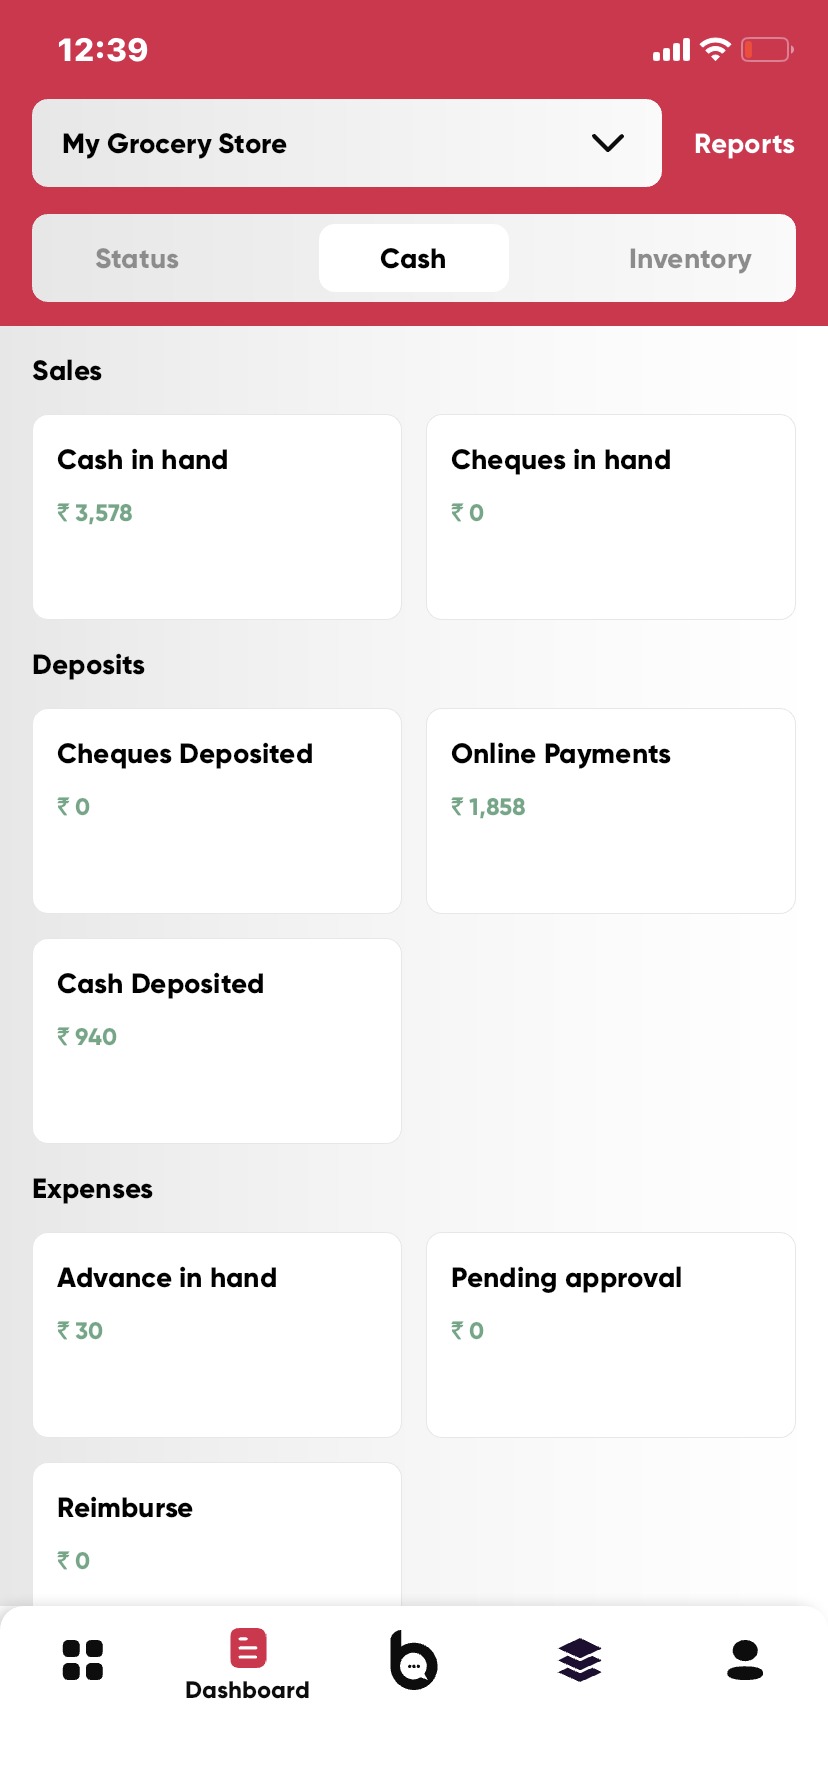 12:39
My Grocery Store
Reports
Status
Cash
Inventory
Sales
Cash in hand
₹ 3,578
Cheques in hand
₹ 0
Deposits
Cheques Deposited
₹ 0
Online Payments
₹ 1,858
Cash Deposited
₹ 940
Expenses
Advance in hand
₹ 30
Pending approval
₹ 0
Reimburse
₹ 0
Dashboard